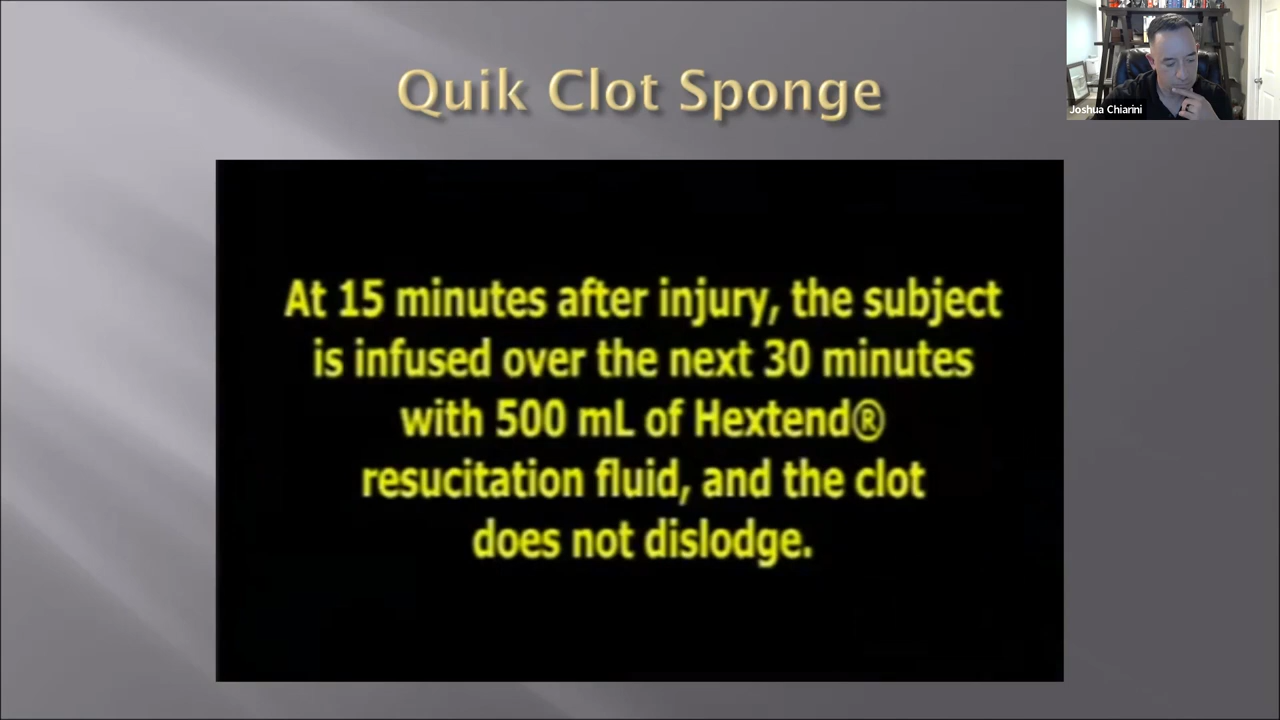 Quik Clot Sponge
Joshua Chiarini
At 15 minutes after injury, the subject
is infused over the next 30 minutes
with 500 mL of Hextend®
resucitation fluid, and the clot
does not dislodge.